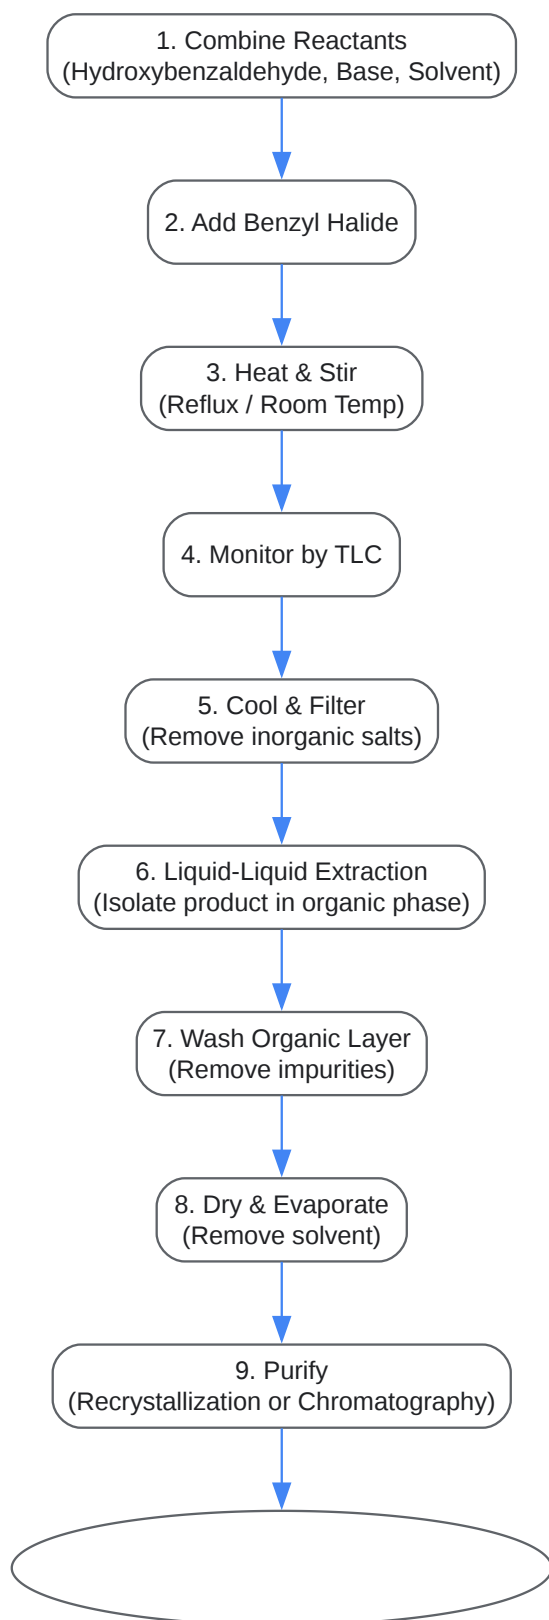 1. Combine Reactants
(Hydroxybenzaldehyde, Base, Solvent)
2. Add Benzyl Halide
3. Heat & Stir
(Reflux / Room Temp)
4. Monitor by TLC
5. Cool & Filter
(Remove inorganic salts)
6. Liquid-Liquid Extraction
(Isolate product in organic phase)
7. Wash Organic Layer
(Remove impurities)
8. Dry & Evaporate
(Remove solvent)
9. Purify
(Recrystallization or Chromatography)